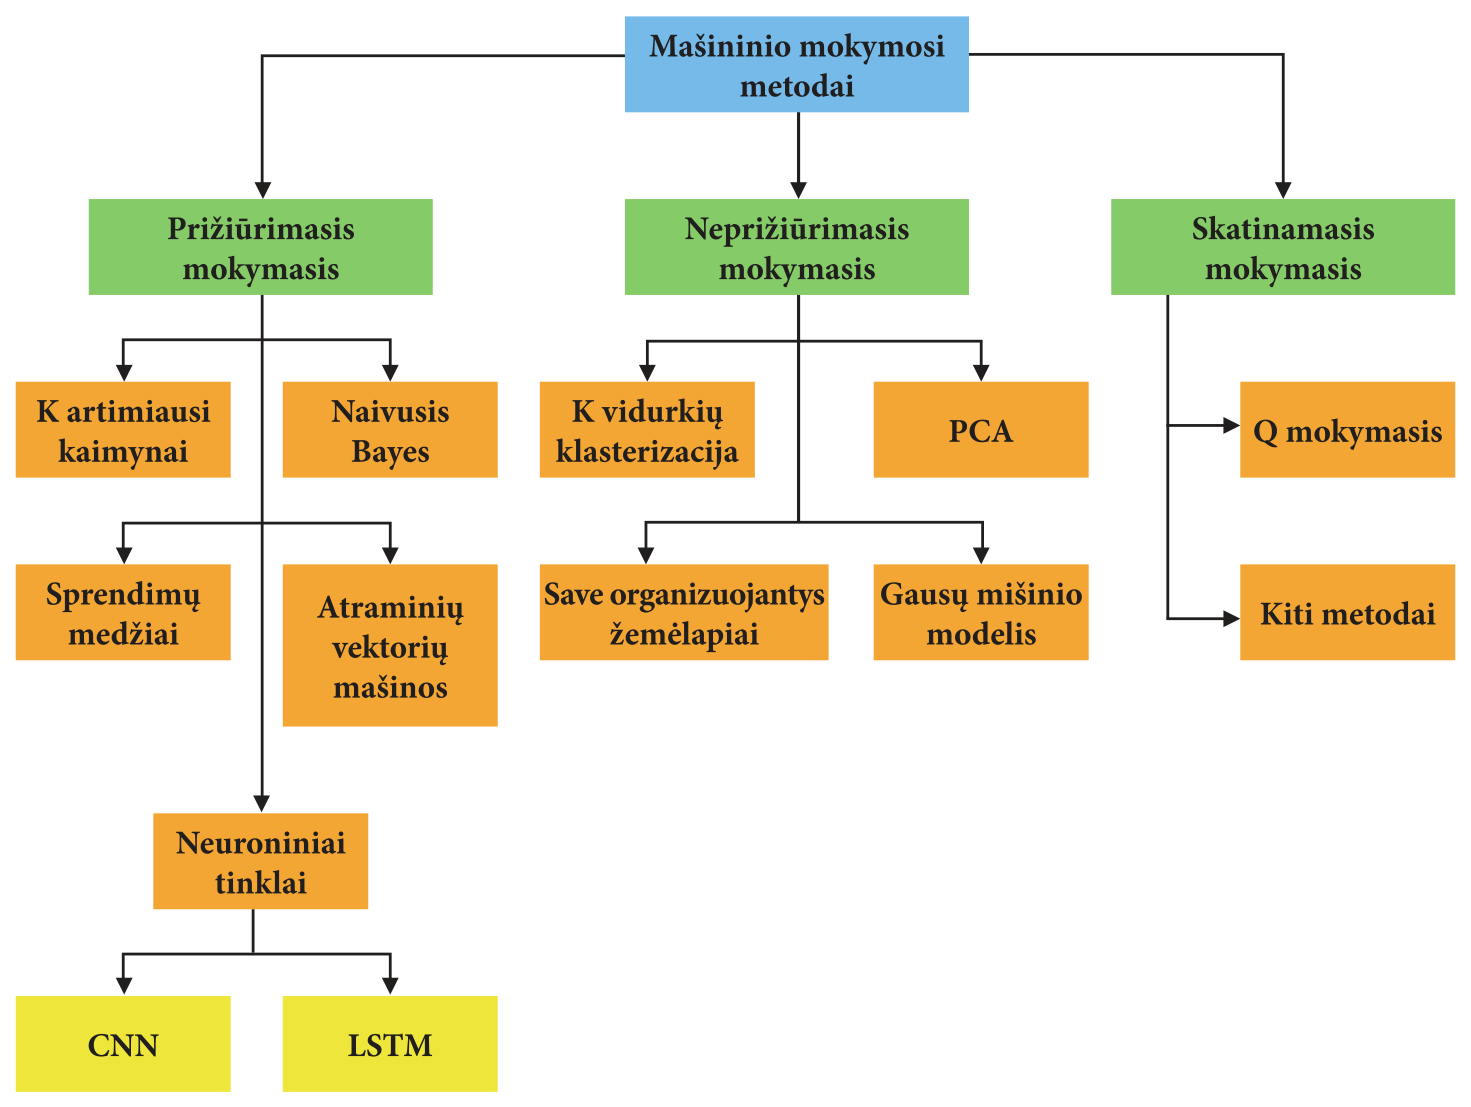 Mašininio mokymosi
metodai
Prižiūrimasis
mokymasis
Neprižiūrimasis
mokymasis
Skatinamasis
mokymasis
K artimiausi
kaimynai
Naivusis
Bayes
K vidurkių
klasterizacija
PCA
Q mokymasis
Sprendimų
medžiai
Atraminių
vektorių
mašinos
Save organizuojantys
žemėlapiai
Gausų mišinio
modelis
Kiti metodai
Neuroniniai
tinklai
CNN
LSTM